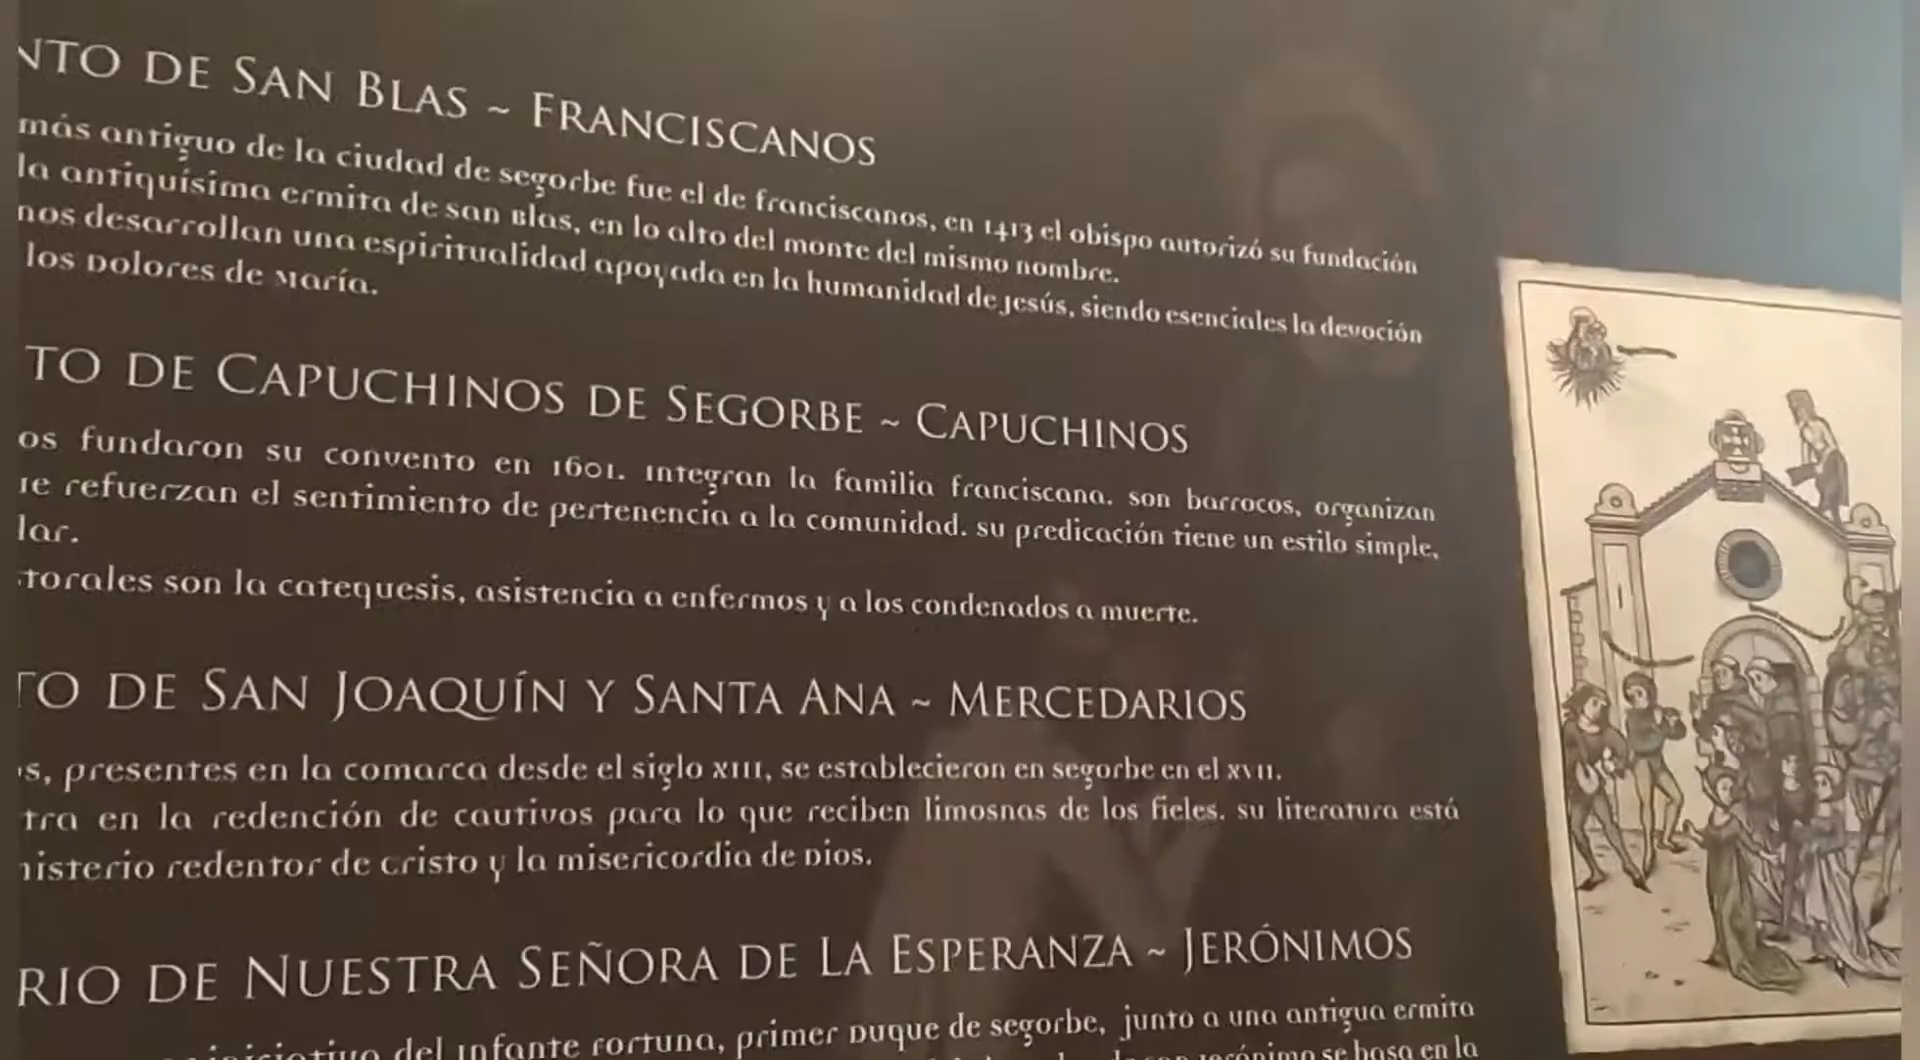 NTO DE SAN BLAS ~ FRANCISCANOS
más antiguo de la ciudad de segorbe fue el de franciscanos, en 1413 el obispo autorizó su fundación
la antiquísima ermita de san Blas, en lo alto del monte del mismo nombre.
nos desarrollan una espiritualidad apoyada en la humanidad de Jesús, siendo esenciales la devoción
los Dolores de María.
TO DE CAPUCHINOS DE SEGORBE ~ CAPUCHINOS
os fundaron su convento en 1601. Integran la familia franciscana. son barrocos, organizan
refuerzan el sentimiento de pertenencia a la comunidad. su predicación tiene un estilo simple,
lar.
torales son la catequesis, asistencia a enfermos y a los condenados a muerte.
TO DE SAN JOAQUÍN Y SANTA ANA ~ MERCEDARIOS
s, presentes en la comarca desde el siglo XIII, se establecieron en segorbe en el XVII.
tra en la redención de cautivos para lo que reciben limosnas de los fieles. su literatura está
isterio redentor de Cristo y la misericordia de Dios.
RIO DE NUESTRA SEÑORA DE LA ESPERANZA ~ JERÓNIMOS
del Infante Fortuna, primer Duque de segorbe, junto a una antigua ermita
Jerónimo se basa en la